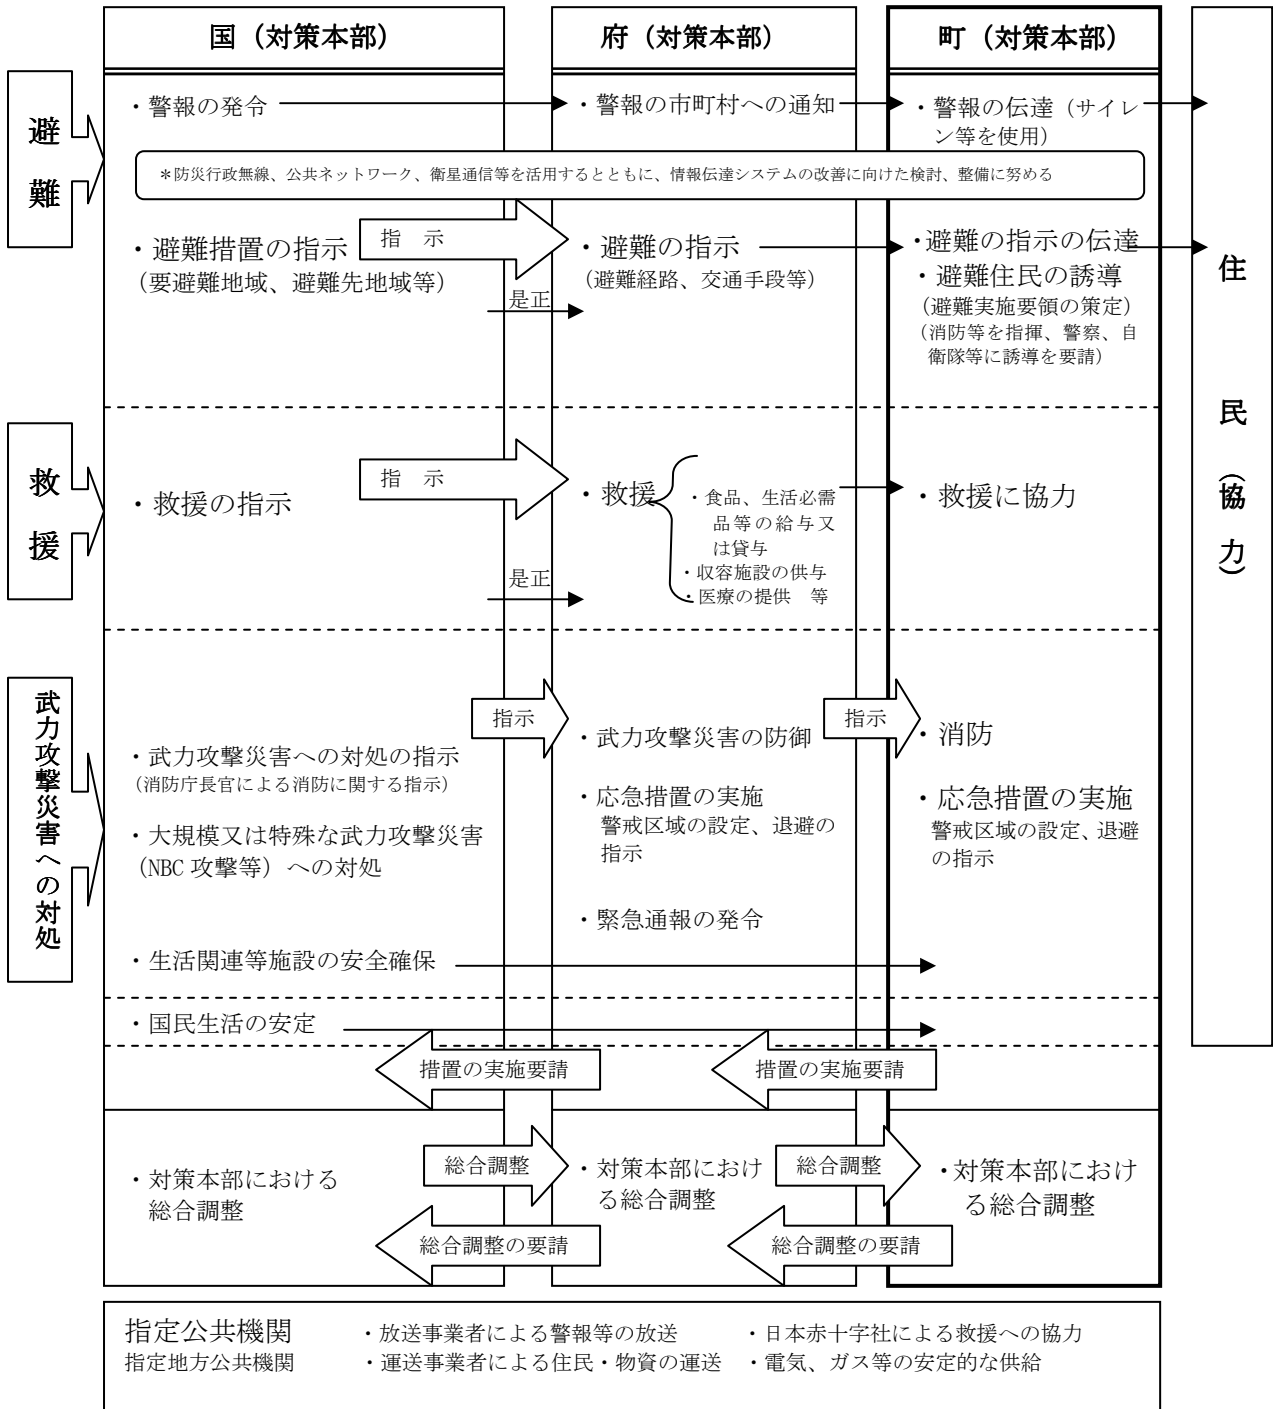 国（対策本部）
府（対策本部）
町（対策本部）
避難
・警報の発令
・警報の市町村への通知
・警報の伝達（サイレ
ン等を使用）
＊防災行政無線、公共ネットワーク、衛星通信等を活用するとともに、情報伝達システムの改善に向けた検討、整備に努める
・避難措置の指示
（要避難地域、避難先地域等）
指　示
是正
・避難の指示
（避難経路、交通手段等）
・避難の指示の伝達
・避難住民の誘導
（避難実施要領の策定）
（消防等を指揮、警察、自
衛隊等に誘導を要請）
住民（協力）
救援
・救援の指示
指　示
是正
・救援
・食品、生活必需
品等の給与又
は貸与
・収容施設の供与
・医療の提供　等
・救援に協力
武力攻撃災害への対処
・武力攻撃災害への対処の指示
（消防庁長官による消防に関する指示）
・大規模又は特殊な武力攻撃災害
（NBC 攻撃等）への対処
・生活関連等施設の安全確保
指示
・武力攻撃災害の防御
・応急措置の実施
警戒区域の設定、退避の
指示
・緊急通報の発令
指示
・消防
・応急措置の実施
警戒区域の設定、退避
の指示
・国民生活の安定
措置の実施要請
措置の実施要請
・対策本部における
総合調整
総合調整
総合調整の要請
・対策本部におけ
る総合調整
総合調整
総合調整の要請
・対策本部におけ
る総合調整
指定公共機関
指定地方公共機関
・放送事業者による警報等の放送
・日本赤十字社による救援への協力
・運送事業者による住民・物資の運送
・電気、ガス等の安定的な供給